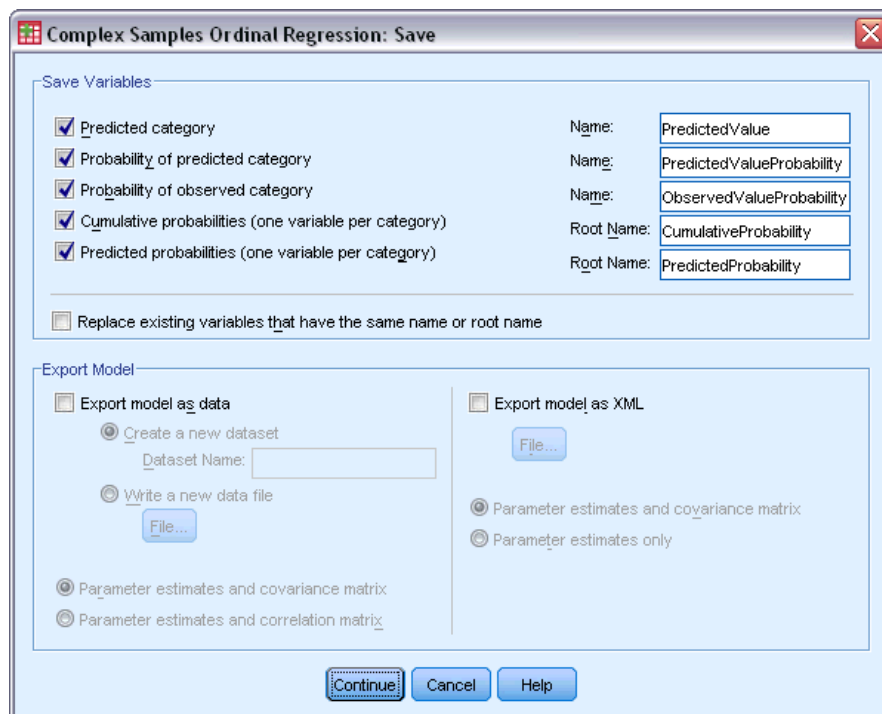 Complex Samples Ordinal Regression: Save
Save Variables
Predicted category Name: PredictedValue
Probability of predicted category Name: PredictedValueProbability
Probability of observed category Name: ObservedValueProbability
Cumulative probabilities (one variable per category) Root Name: CumulativeProbability
Predicted probabilities (one variable per category) Root Name: PredictedProbability
Replace existing variables that have the same name or root name
Export Model
Export model as data
Create a new dataset
Dataset Name:
Write a new data file
File...
Parameter estimates and covariance matrix
Parameter estimates and correlation matrix
Export model as XML
File...
Parameter estimates and covariance matrix
Parameter estimates only
Continue Cancel Help